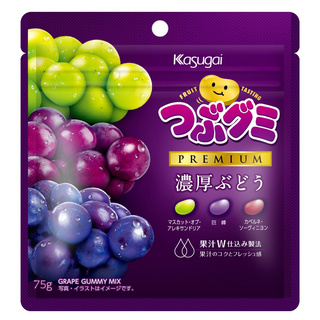 Kasugai
FRUIT TASTING
つぶグミ
PREMIUM
濃厚ぶどう
マスカット・オブ・
アレキサンドリア
巨峰
カベルネ・
ソーヴィニヨン
果汁W仕込み製法
果汁のコクとフレッシュ感
75g
GRAPE GUMMY MIX
写真・イラストはイメージです。